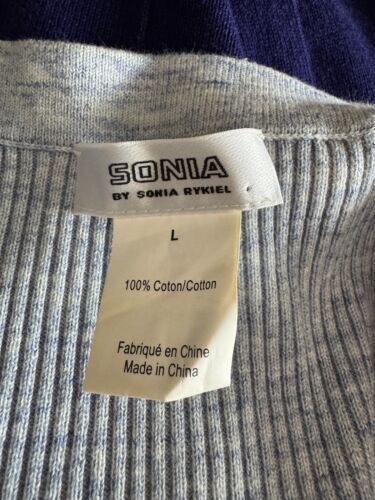 SONIA
BY SONIA RYKIEL
L
100% Coton/Cotton
Fabriqué en Chine
Made in China